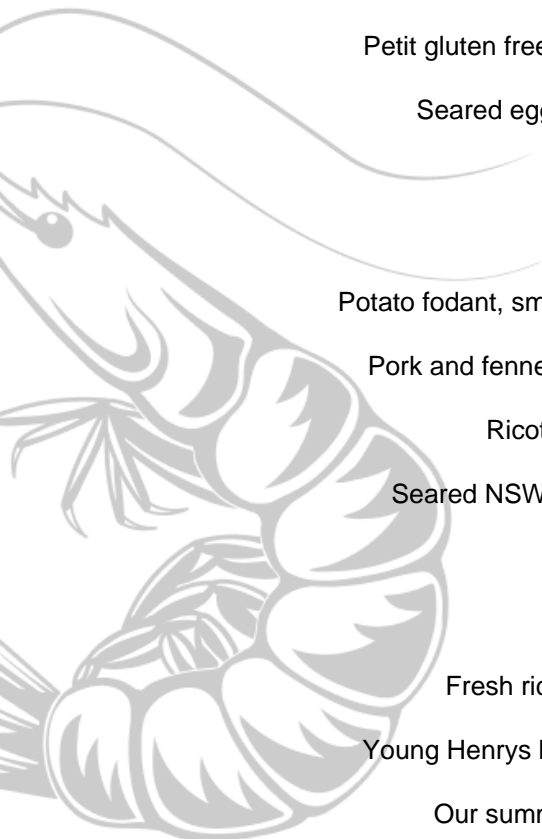 Petit gluten free
Seared egg
Potato fodant, sm
Pork and fenne
Ricot
Seared NSW
Fresh ric
Young Henrys
Our summ